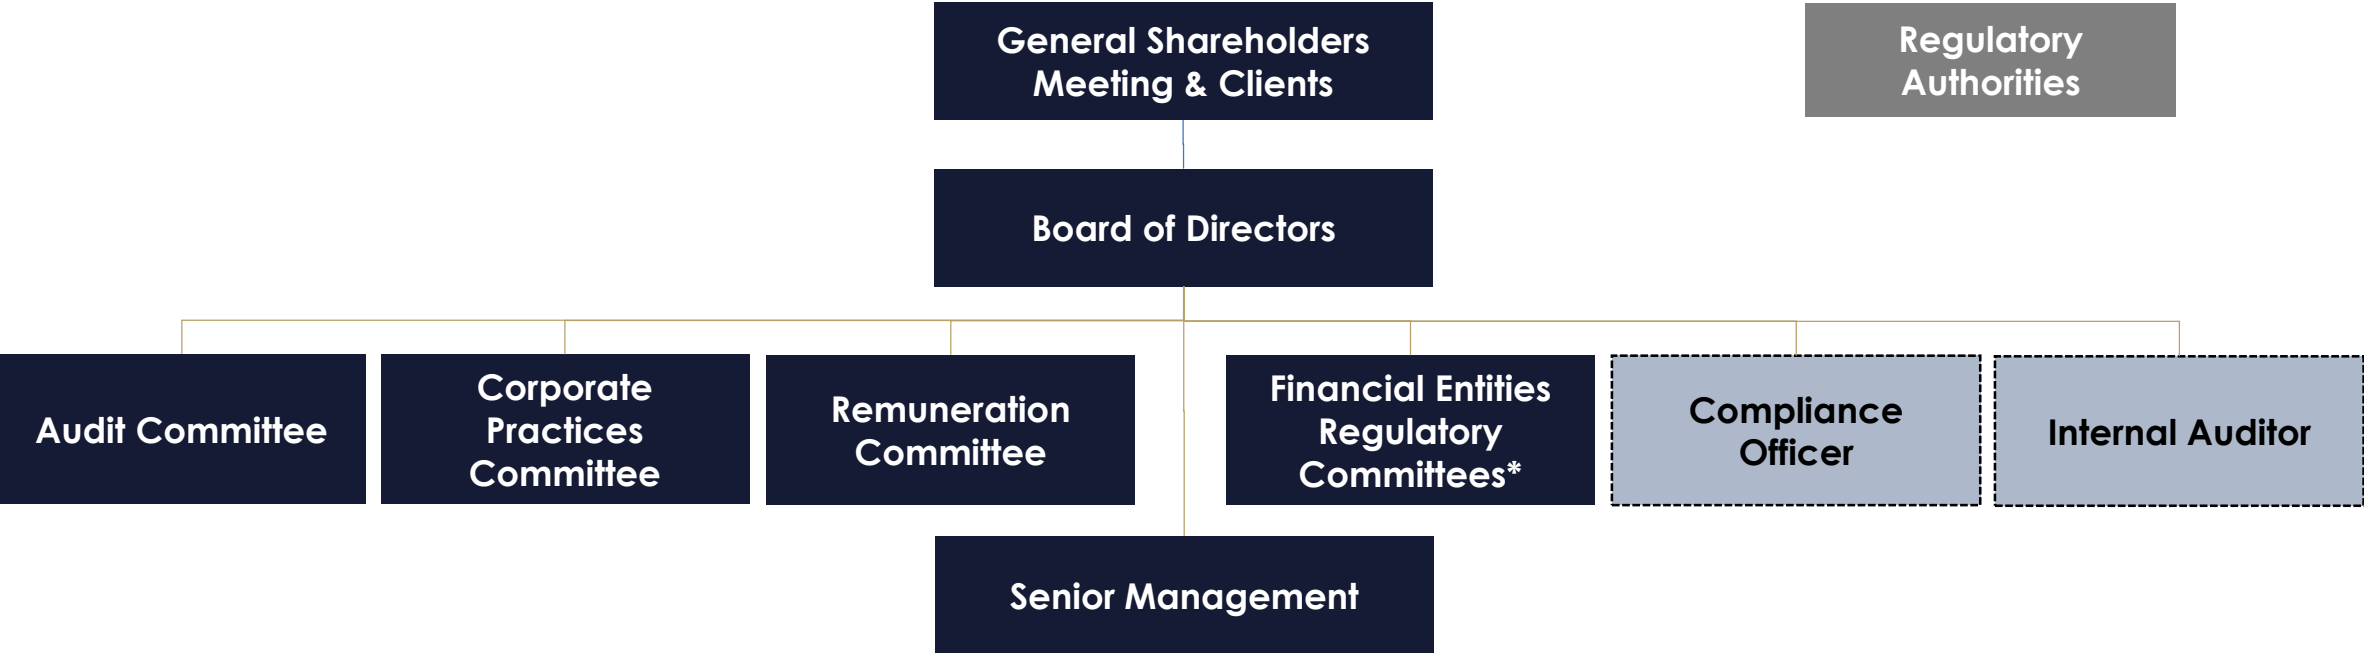 General Shareholders
Meeting & Clients
Regulatory
Authorities
Board of Directors
Audit Committee
Corporate
Practices
Committee
Remuneration
Committee
Financial Entities
Regulatory
Committees*
Compliance
Officer
Internal Auditor
Senior Management